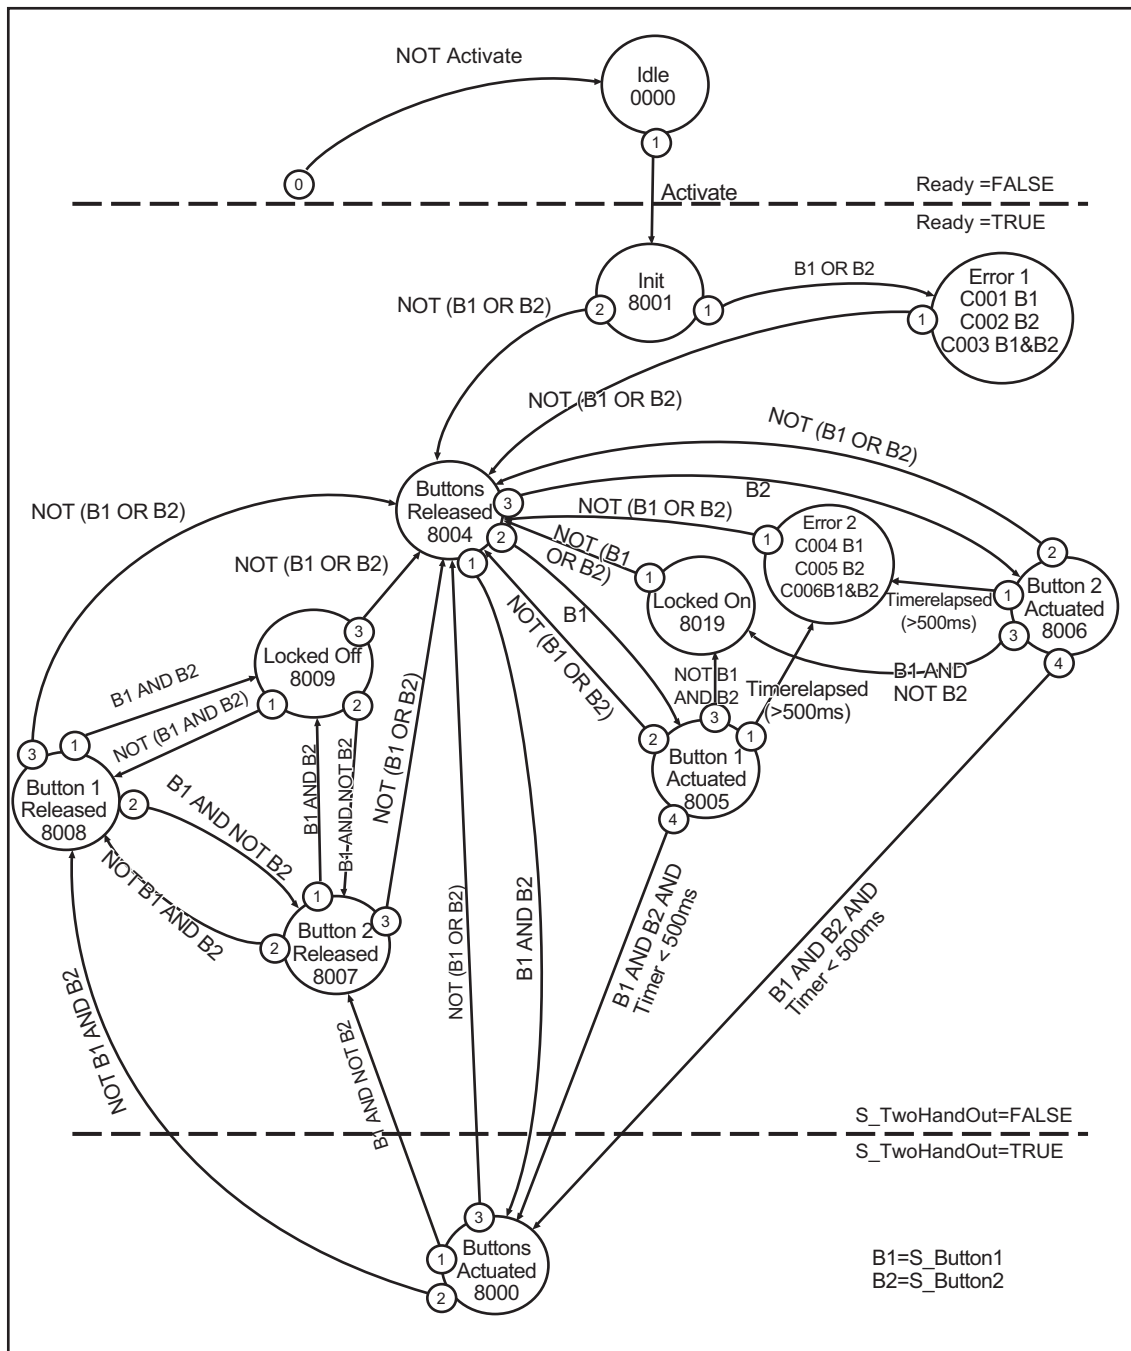 NOT Activate
Idle
0000
1
0
Activate
Ready =FALSE
Ready =TRUE
Init
8001
2
1
B1 OR B2
NOT (B1 OR B2)
Error 1
C001 B1
C002 B2
C003 B1&B2
1
NOT (B1 OR B2)
NOT (B1 OR B2)
Buttons
Released
8004
3
2
1
B2
NOT (B1 OR B2)
NOT (B1
OR B2)
B1
NOT (B1 OR B2)
Error 2
C004 B1
C005 B2
C006B1&B2
1
Timerelapsed
(>500ms)
2
1
3
4
Button 2
Actuated
8006
Locked On
8019
1
B1 AND
NOT B2
NOT B1
AND B2
Timerelapsed
(>500ms)
2
3
1
4
Button 1
Actuated
8005
NOT (B1 OR B2)
NOT (B1 OR B2)
Locked Off
8009
3
1
2
B1 AND B2
NOT (B1 AND B2)
3
1
2
Button 1
Released
8008
B1 AND NOT B2
NOT B1 AND B2
B1 AND B2
B1 AND NOT B2
NOT (B1 OR B2)
1
2
3
Button 2
Released
8007
NOT B1 AND B2
B1 AND NOT B2
NOT (B1 OR B2)
B1 AND B2
B1 AND B2 AND
Timer < 500ms
B1 AND B2 AND
Timer < 500ms
S_TwoHandOut=FALSE
S_TwoHandOut=TRUE
3
1
2
Buttons
Actuated
8000
B1=S_Button1
B2=S_Button2